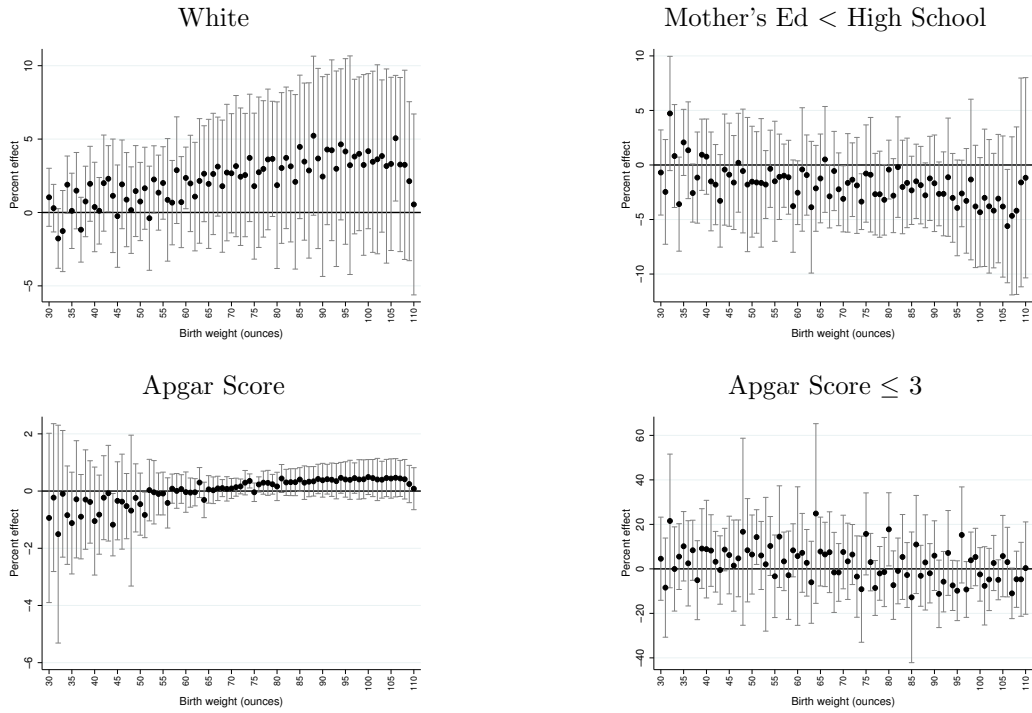 White
Percent effect
10
5
0
−5
30 35 40 45 50 55 60 65 70 75 80 85 90 95 100 105 110
Birth weight (ounces)
Mother's Ed < High School
Percent effect
10
5
0
−5
−10
30 35 40 45 50 55 60 65 70 75 80 85 90 95 100 105 110
Birth weight (ounces)
Apgar Score
Percent effect
2
0
−2
−4
−6
30 35 40 45 50 55 60 65 70 75 80 85 90 95 100 105 110
Birth weight (ounces)
Apgar Score ≤ 3
Percent effect
60
40
20
0
−20
−40
30 35 40 45 50 55 60 65 70 75 80 85 90 95 100 105 110
Birth weight (ounces)